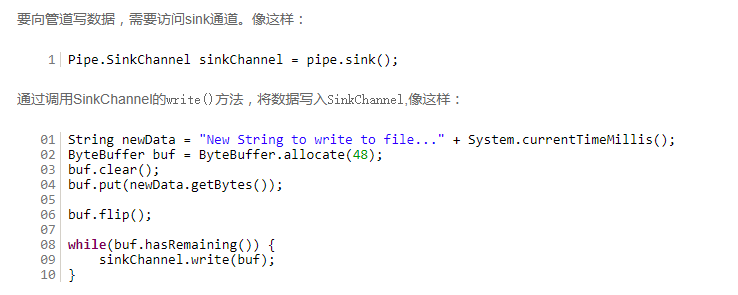 要向管道写数据，需要访问sink通道。像这样：
1 Pipe.SinkChannel sinkChannel = pipe.sink();
通过调用SinkChannel的write()方法，将数据写入SinkChannel,像这样：
01 String newData = "New String to write to file..." + System.currentTimeMillis();
02 ByteBuffer buf = ByteBuffer.allocate(48);
03 buf.clear();
04 buf.put(newData.getBytes());
05
06 buf.flip();
07
08 while(buf.hasRemaining()) {
09     sinkChannel.write(buf);
10 }